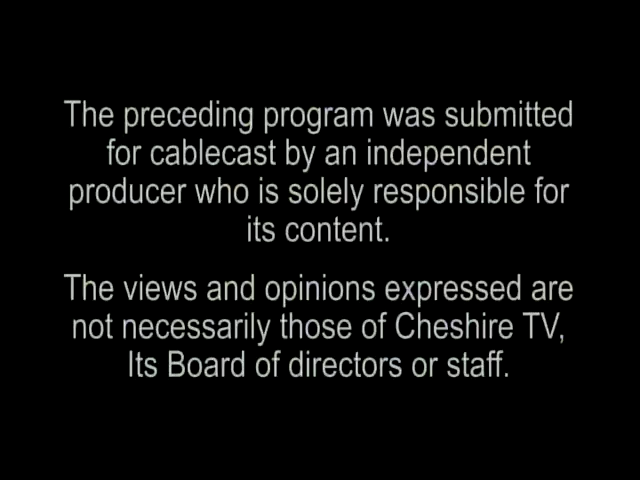 The preceding program was submitted
for cablecast by an independent
producer who is solely responsible for
its content.
The views and opinions expressed are
not necessarily those of Cheshire TV,
Its Board of directors or staff.